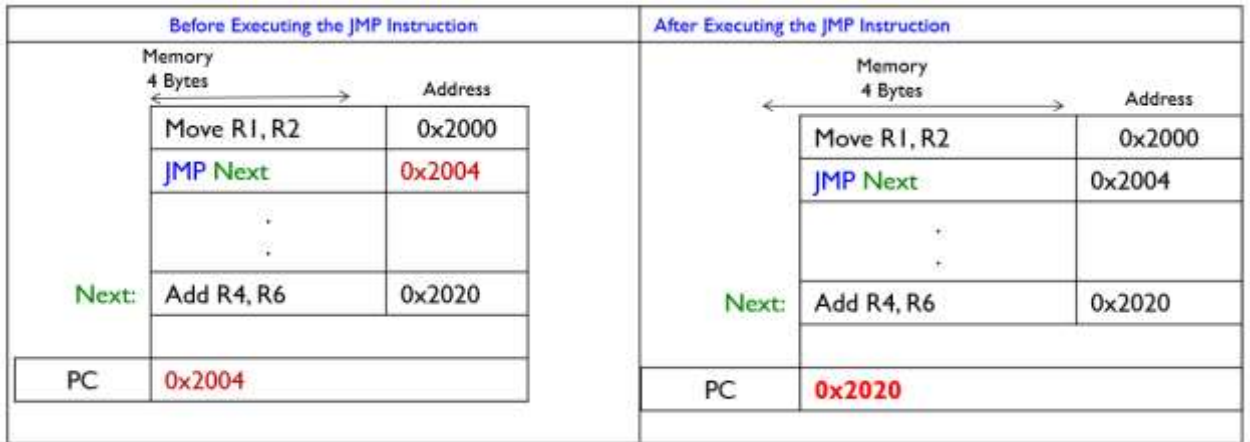 Before Executing the JMP Instruction
Memory
4 Bytes
Address
Move R1, R2 0x2000
JMP Next 0x2004
.
.
Next: Add R4, R6 0x2020
PC 0x2004
After Executing the JMP Instruction
Memory
4 Bytes
Address
Move R1, R2 0x2000
JMP Next 0x2004
.
.
Next: Add R4, R6 0x2020
PC 0x2020